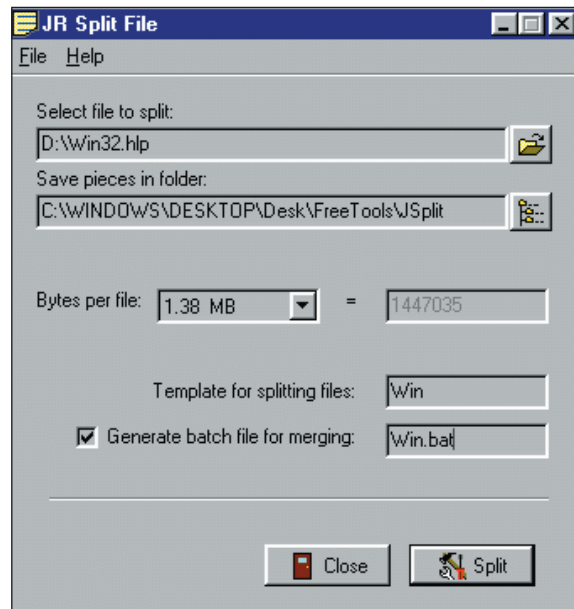 JR Split File
File Help
Select file to split:
D:\Win32.hlp
Save pieces in folder:
C:\WINDOWS\DESKTOP\Desk\FreeTools\JSplit
Bytes per file: 1.38 MB = 1447035
Template for splitting files: Win
Generate batch file for merging: Win.bat
Close Split